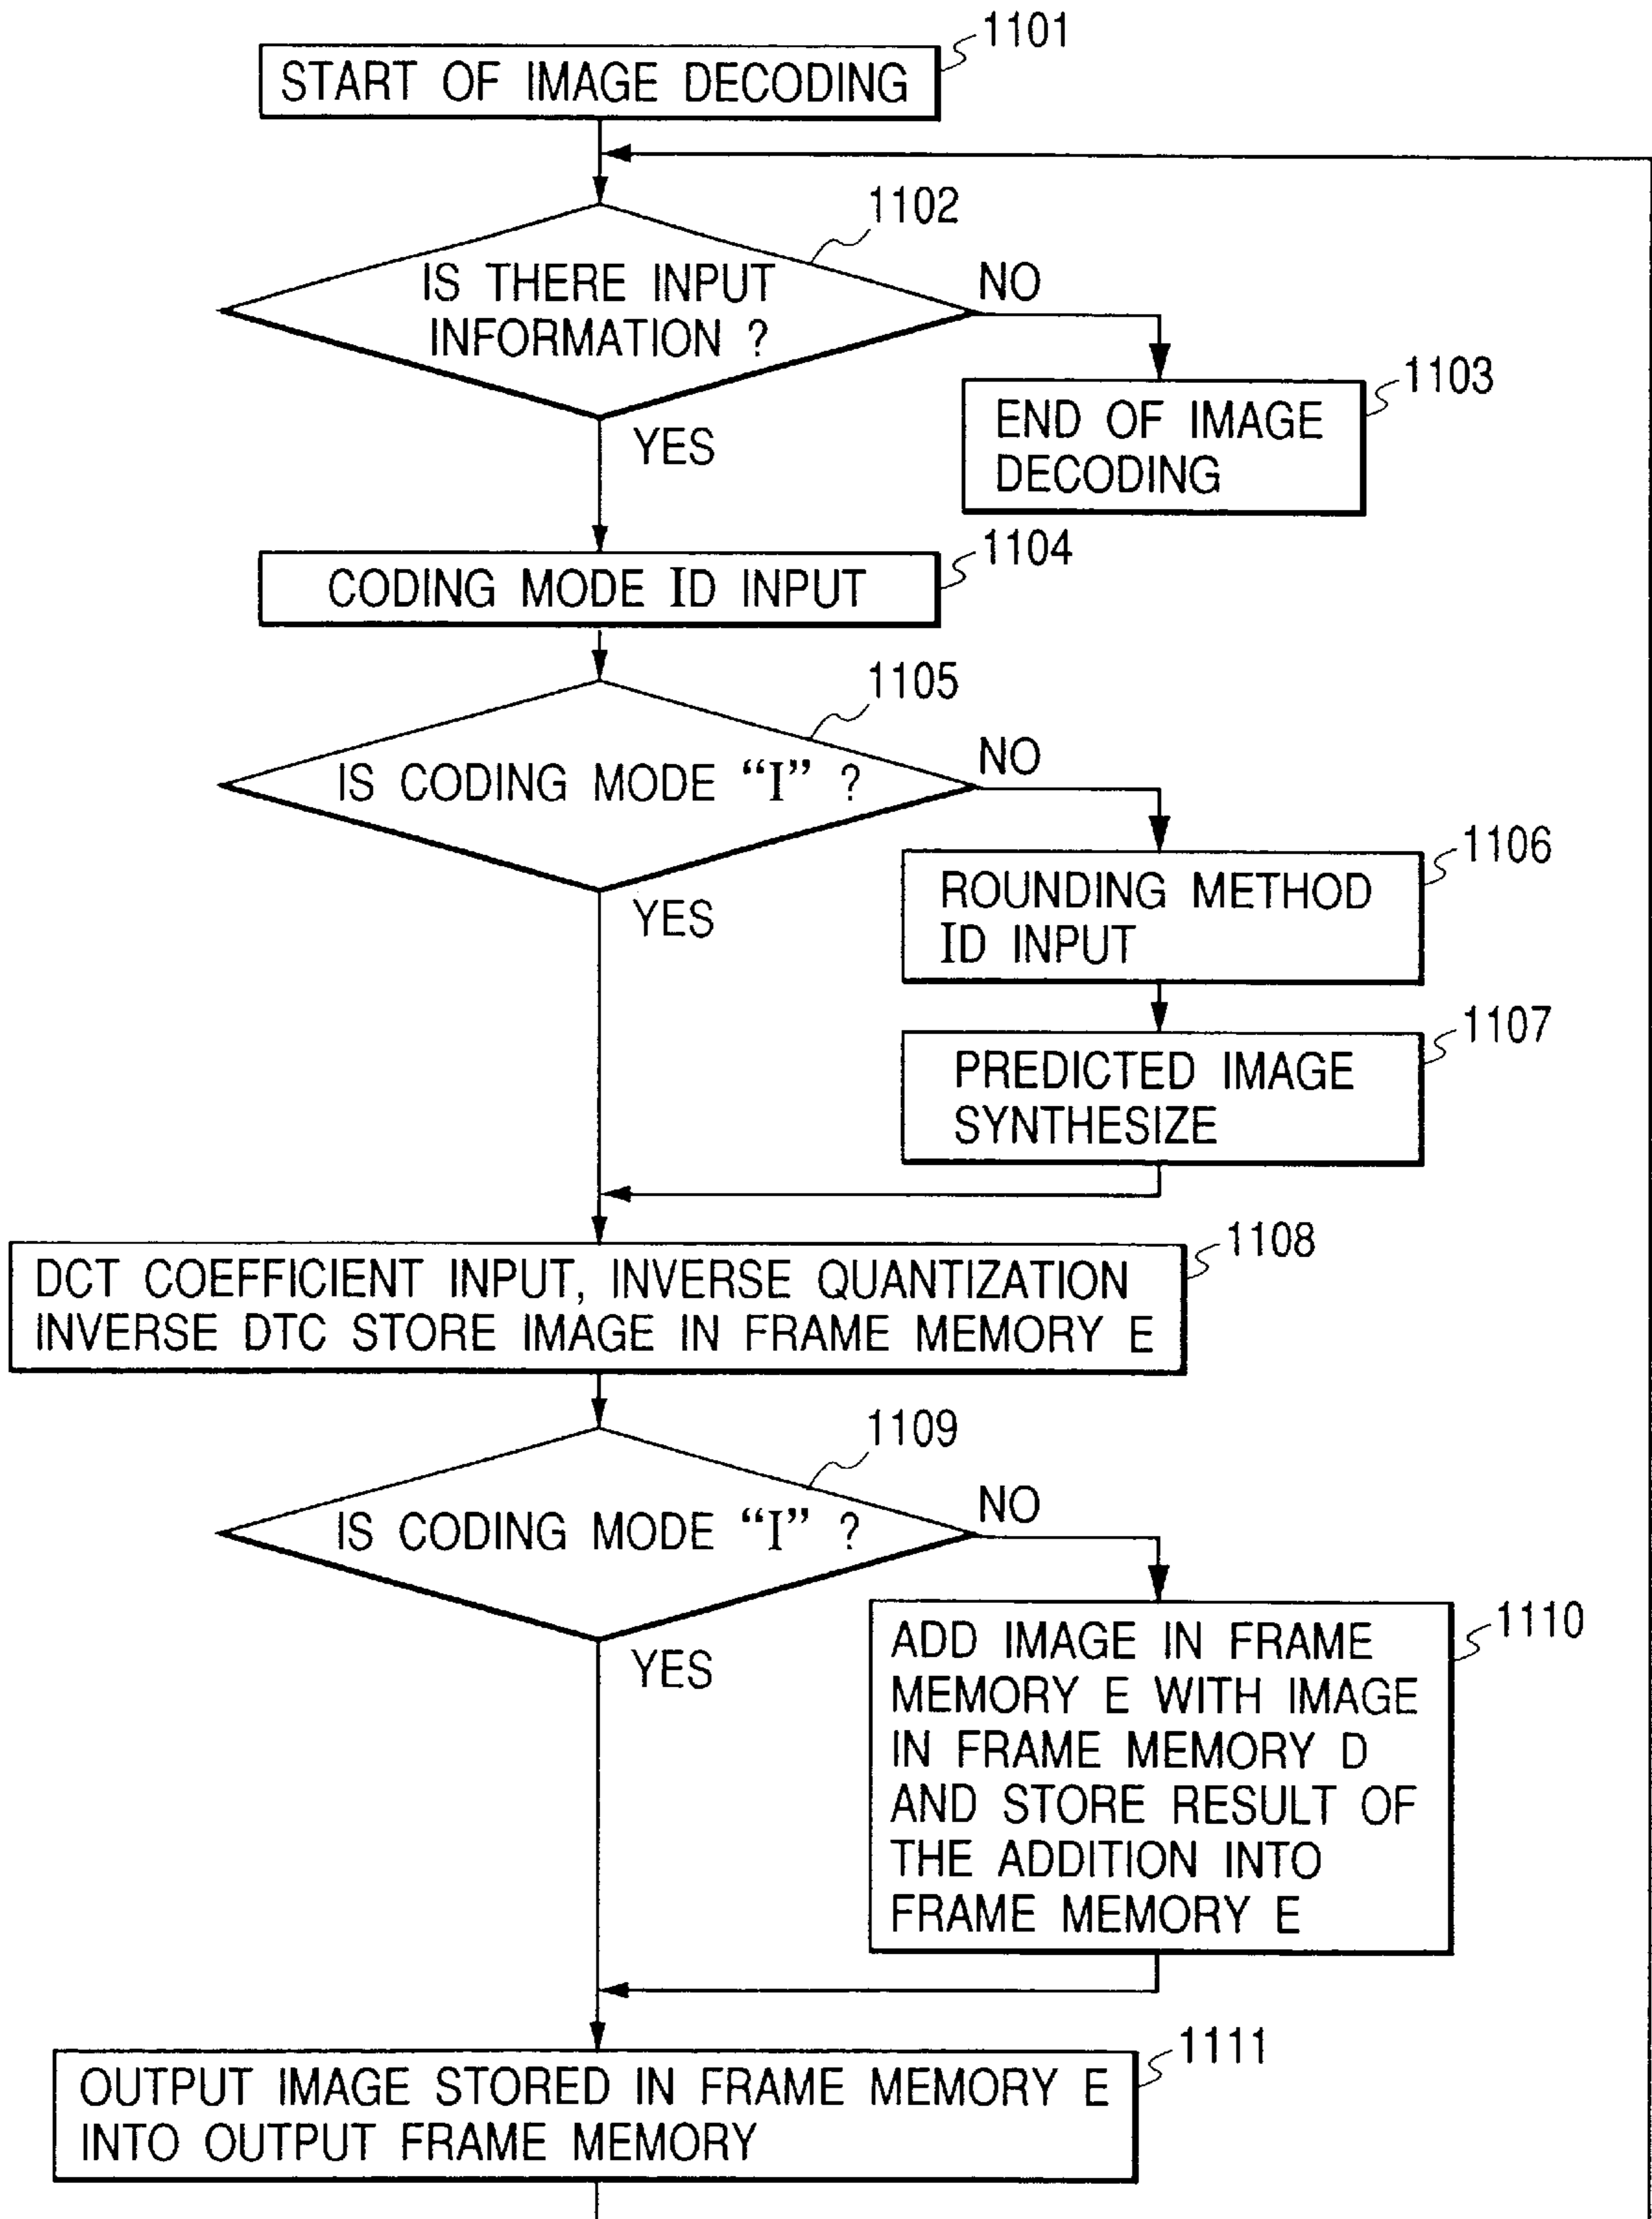 1101
START OF IMAGE DECODING
1102
IS THERE INPUT
INFORMATION ?
NO
1103
END OF IMAGE
DECODING
YES
1104
CODING MODE ID INPUT
1105
IS CODING MODE “I” ?
NO
1106
ROUNDING METHOD
ID INPUT
YES
1107
PREDICTED IMAGE
SYNTHESIZE
1108
DCT COEFFICIENT INPUT, INVERSE QUANTIZATION
INVERSE DTC STORE IMAGE IN FRAME MEMORY E
1109
IS CODING MODE “I” ?
NO
1110
ADD IMAGE IN FRAME
MEMORY E WITH IMAGE
IN FRAME MEMORY D
AND STORE RESULT OF
THE ADDITION INTO
FRAME MEMORY E
YES
1111
OUTPUT IMAGE STORED IN FRAME MEMORY E
INTO OUTPUT FRAME MEMORY